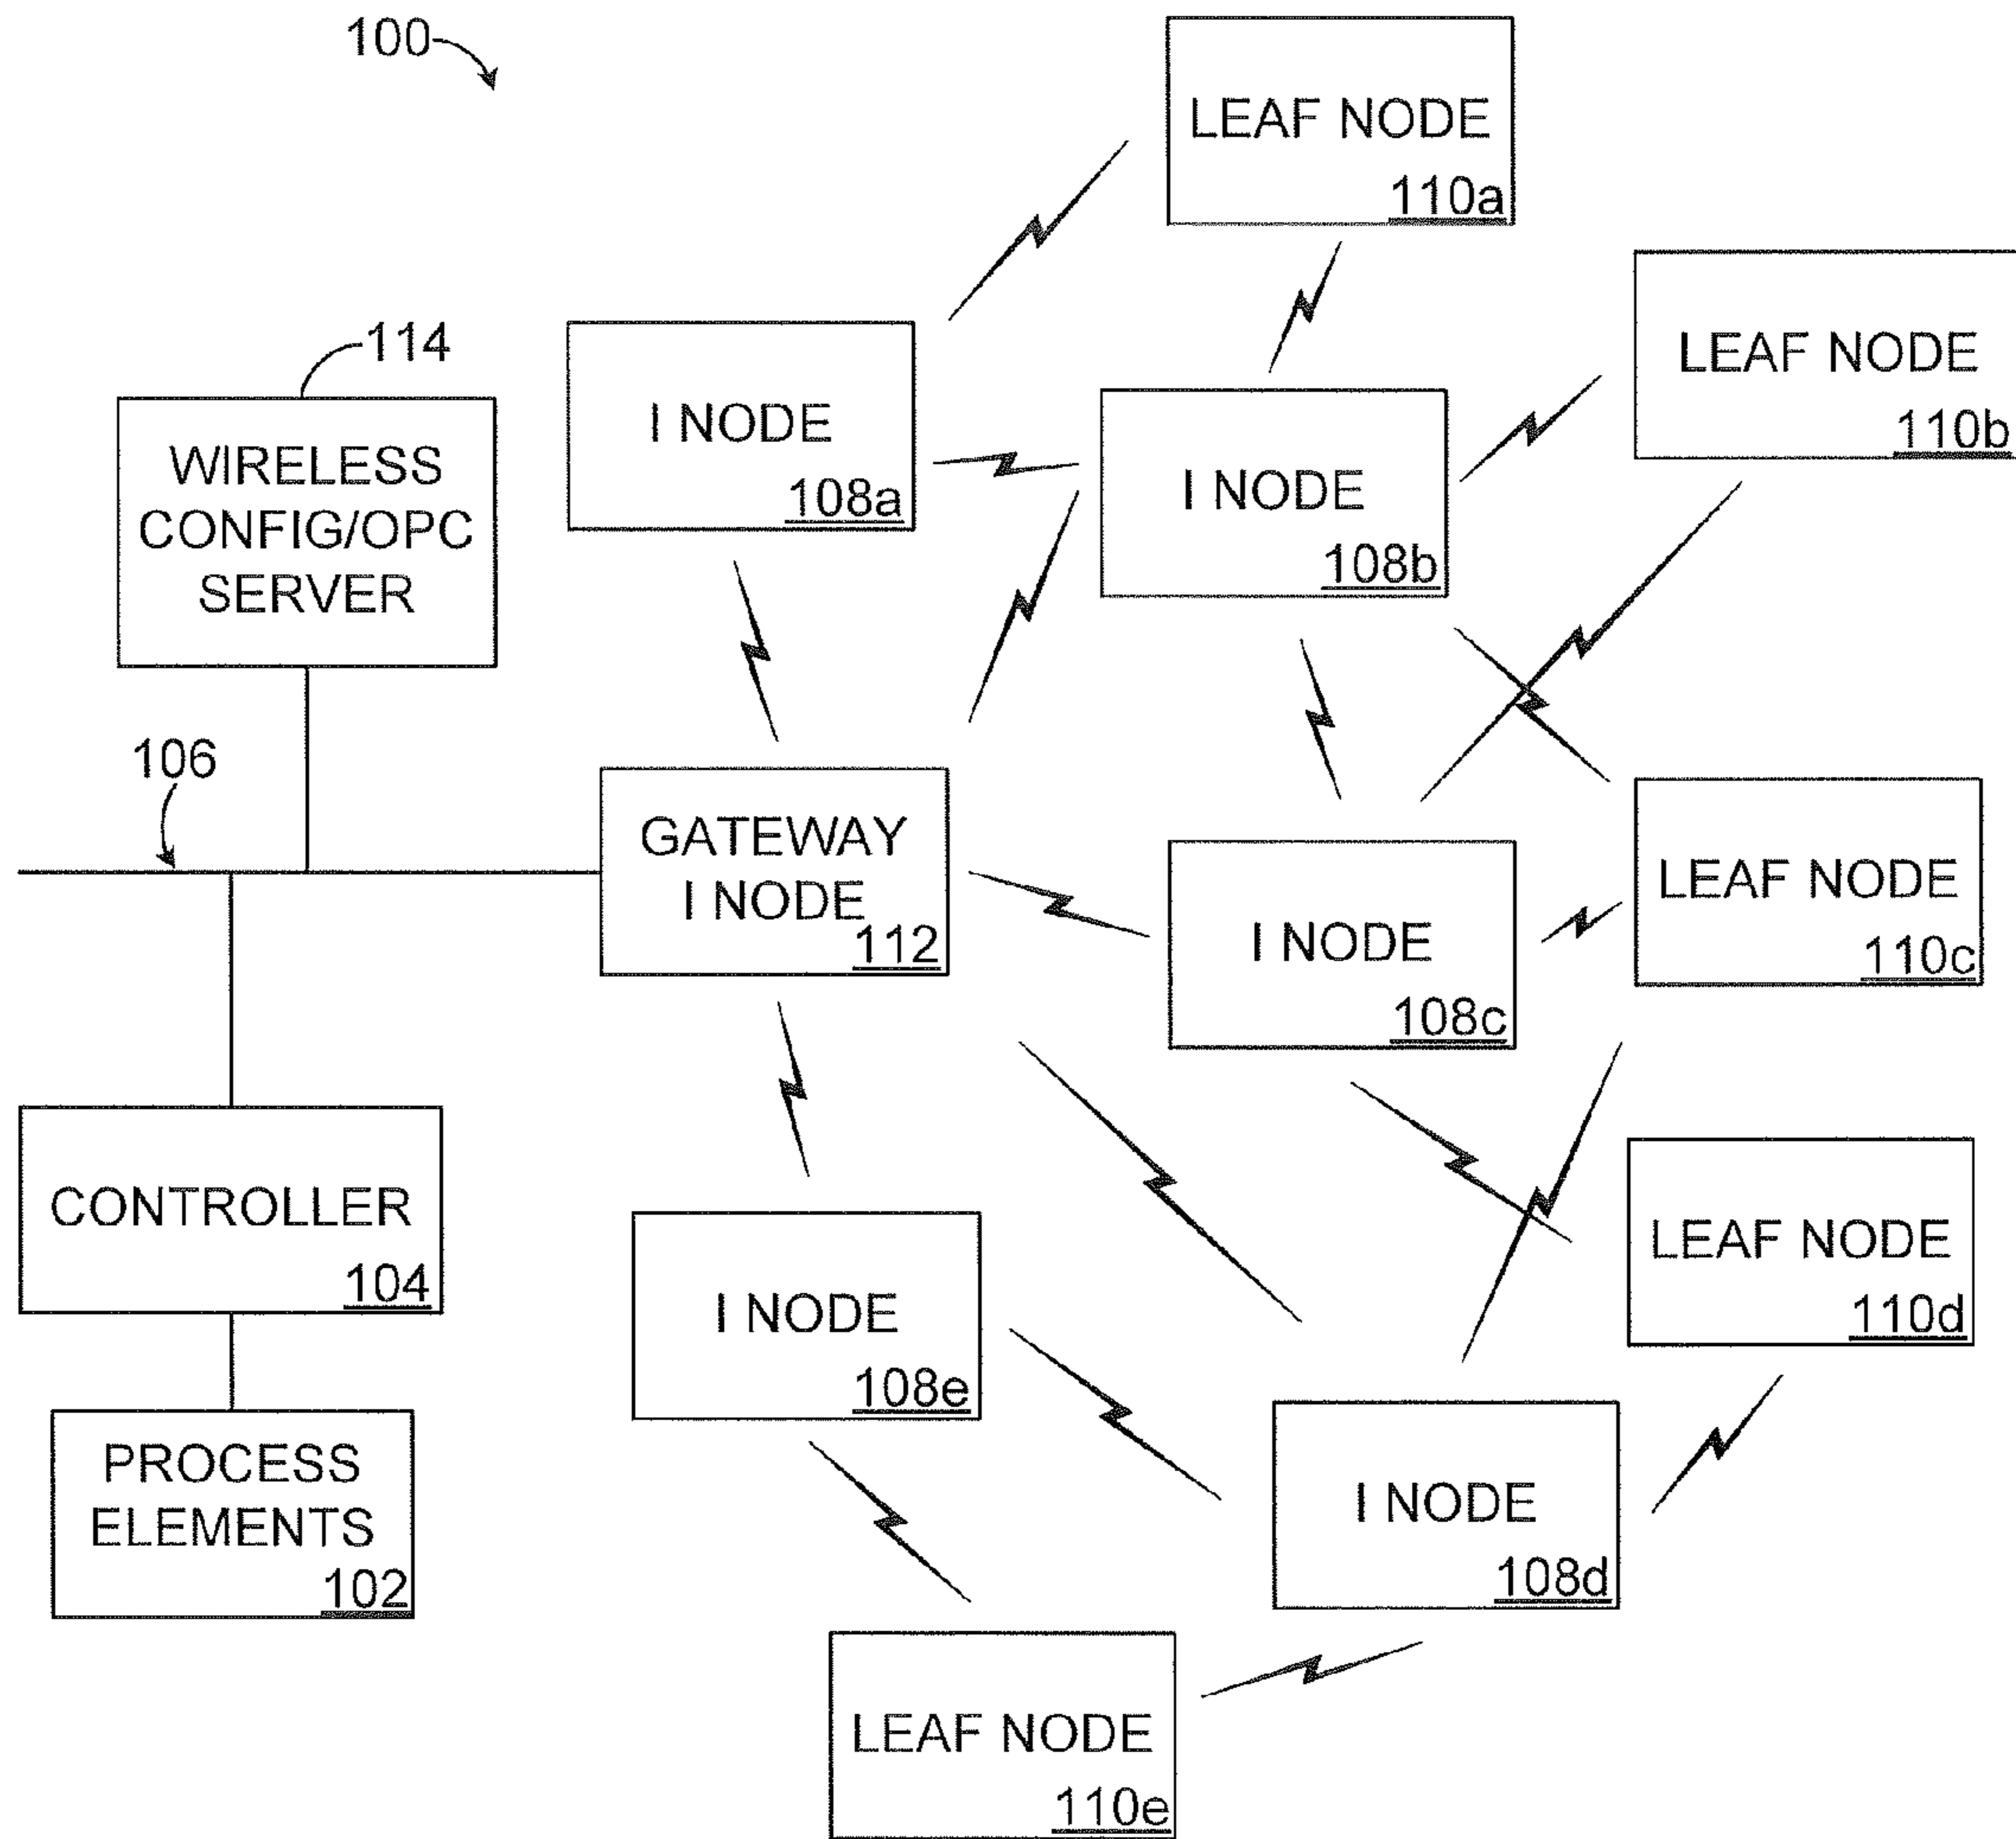 100
LEAF NODE
110a
LEAF NODE
110b
114
WIRELESS
CONFIG/OPC
SERVER
I NODE
108a
I NODE
108b
106
GATEWAY
I NODE
112
LEAF NODE
110c
I NODE
108c
CONTROLLER
104
LEAF NODE
110d
I NODE
108e
PROCESS
ELEMENTS
102
I NODE
108d
LEAF NODE
110e